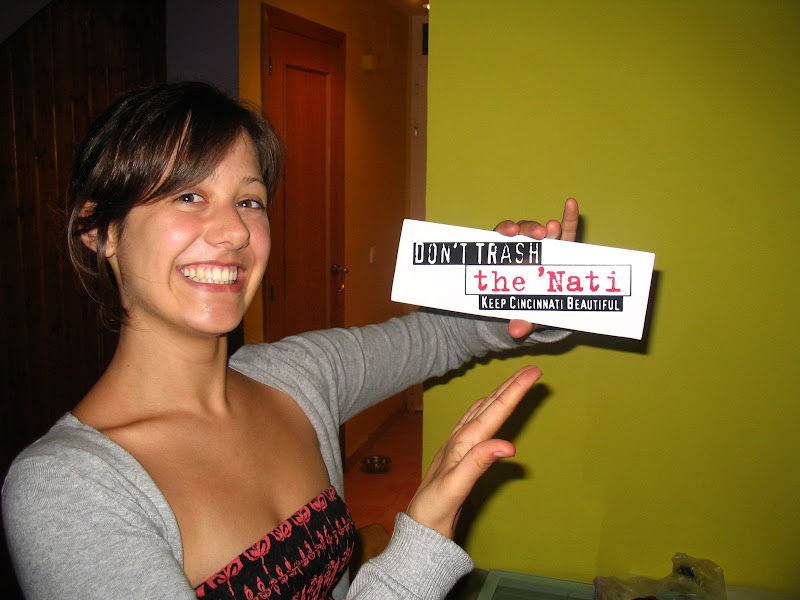 DON'T TRASH
the 'Nati
KEEP CINCINNATI BEAUTIFUL